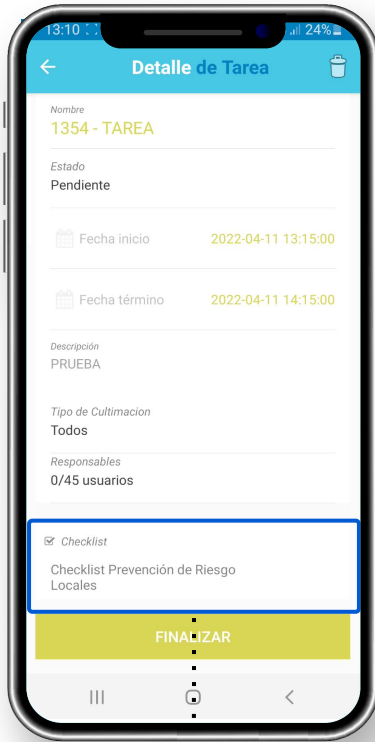 13:10
24%
Detalle de Tarea
Nombre
1354 - TAREA
Estado
Pendiente
Fecha inicio 2022-04-11 13:15:00
Fecha término 2022-04-11 14:15:00
Descripción
PRUEBA
Tipo de Cultimacion
Todos
Responsables
0/45 usuarios
Checklist
Checklist Prevención de Riesgo
Locales
FINALIZAR